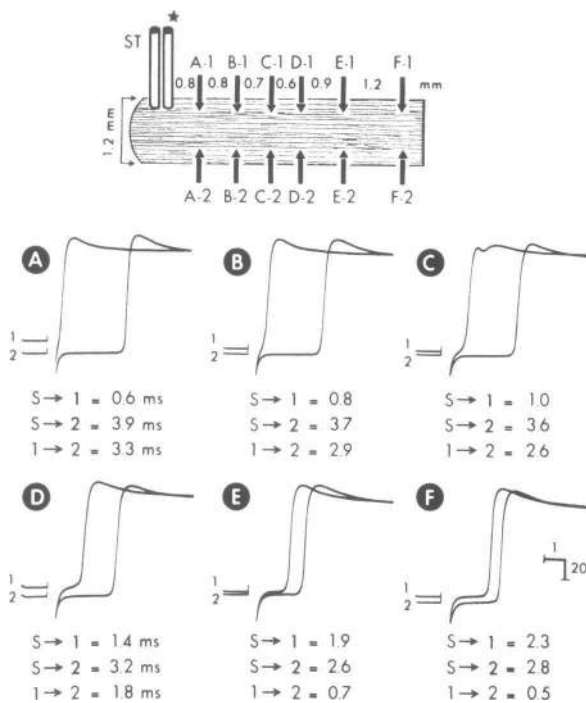 ST ★
A-1 B-1 C-1 D-1 E-1 F-1
0.8 0.8 0.7 0.6 0.9 1.2 mm
1.2 mm
A-2 B-2 C-2 D-2 E-2 F-2
A B C
1 1 1
2 2 2
S → 1 = 0.6 ms S → 1 = 0.8 S → 1 = 1.0
S → 2 = 3.9 ms S → 2 = 3.7 S → 2 = 3.6
1 → 2 = 3.3 ms 1 → 2 = 2.9 1 → 2 = 2.6
D E F
1 1 1 1
2 2 2 20
S → 1 = 1.4 ms S → 1 = 1.9 S → 1 = 2.3
S → 2 = 3.2 ms S → 2 = 2.6 S → 2 = 2.8
1 → 2 = 1.8 ms 1 → 2 = 0.7 1 → 2 = 0.5